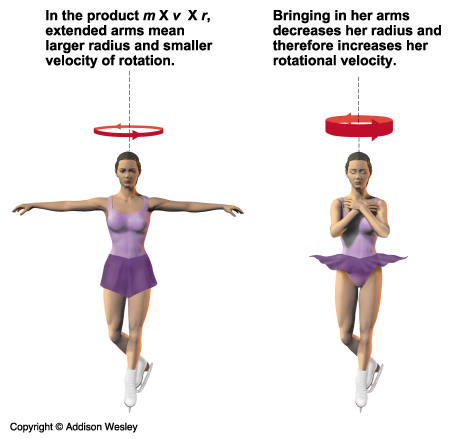 In the product m X v X r,
extended arms mean
larger radius and smaller
velocity of rotation.
Bringing in her arms
decreases her radius and
therefore increases her
rotational velocity.
Copyright © Addison Wesley